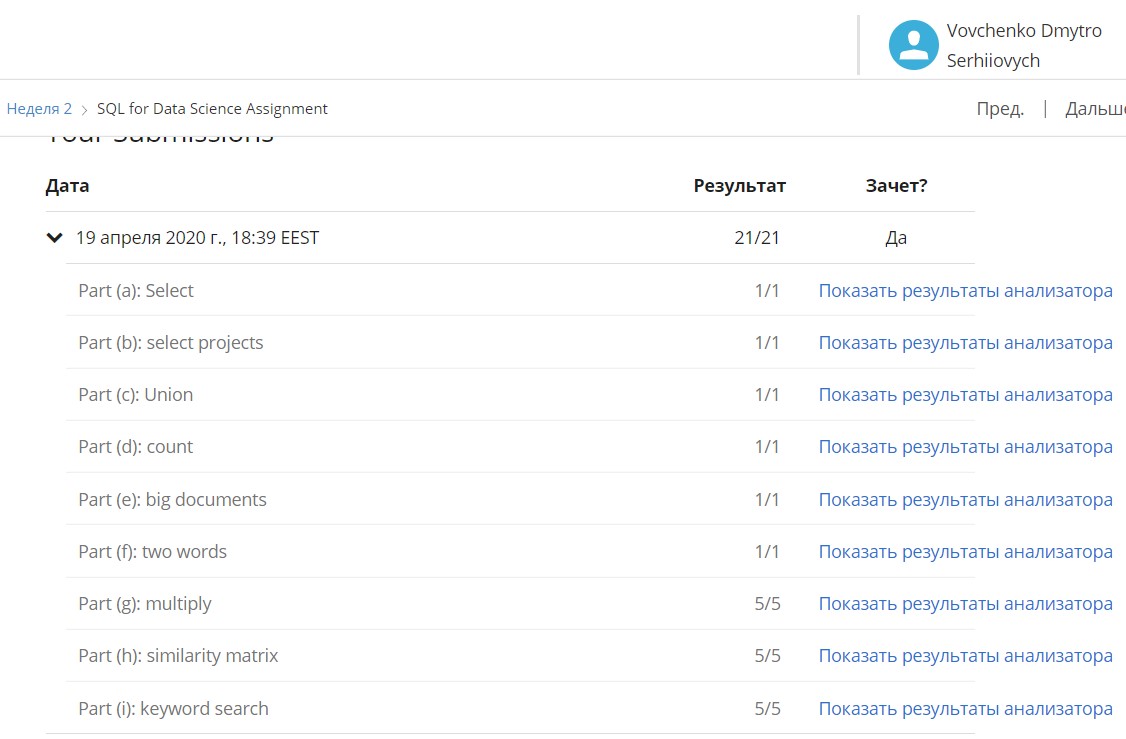 Vovchenko Dmytro
Serhiiovych
Неделя 2 > SQL for Data Science Assignment
Пред. | Дальше
Your Submissions
Дата Результат Зачет?
19 апреля 2020 г., 18:39 EEST 21/21 Да
Part (a): Select 1/1 Показать результаты анализатора
Part (b): select projects 1/1 Показать результаты анализатора
Part (c): Union 1/1 Показать результаты анализатора
Part (d): count 1/1 Показать результаты анализатора
Part (e): big documents 1/1 Показать результаты анализатора
Part (f): two words 1/1 Показать результаты анализатора
Part (g): multiply 5/5 Показать результаты анализатора
Part (h): similarity matrix 5/5 Показать результаты анализатора
Part (i): keyword search 5/5 Показать результаты анализатора